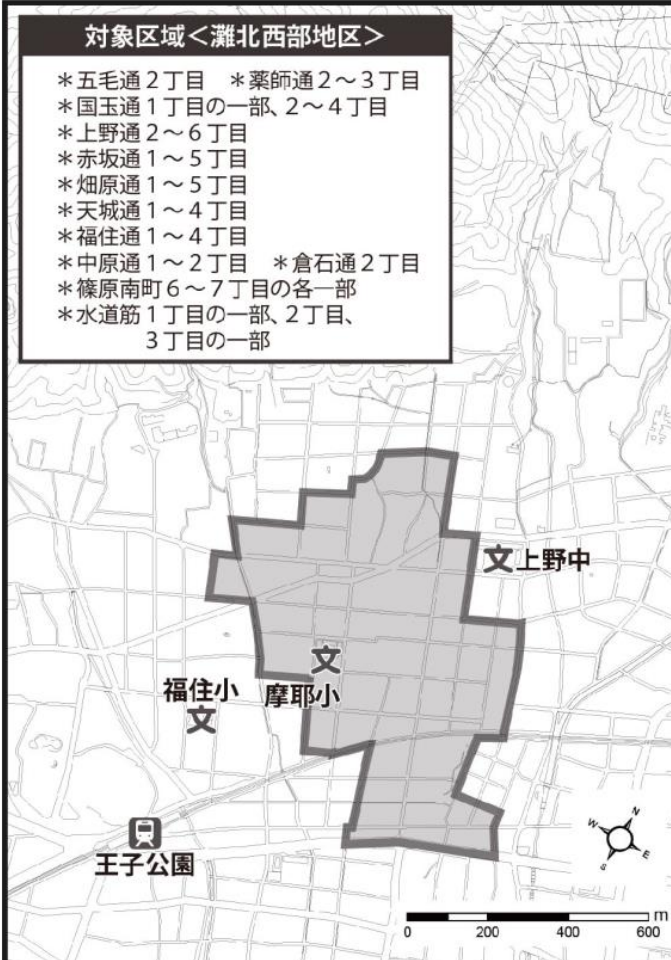 対象区域＜灘北西部地区＞
＊五毛通２丁目　＊薬師通２～３丁目
＊国玉通１丁目の一部、２～４丁目
＊上野通２～６丁目
＊赤坂通１～５丁目
＊畑原通１～５丁目
＊天城通１～４丁目
＊福住通１～４丁目
＊中原通１～２丁目　＊倉石通２丁目
＊篠原南町６～７丁目の各一部
＊水道筋１丁目の一部、２丁目、
３丁目の一部
文上野中
文
福住小
摩耶小
文
王子公園
N
W
E
S
m
0 200 400 600